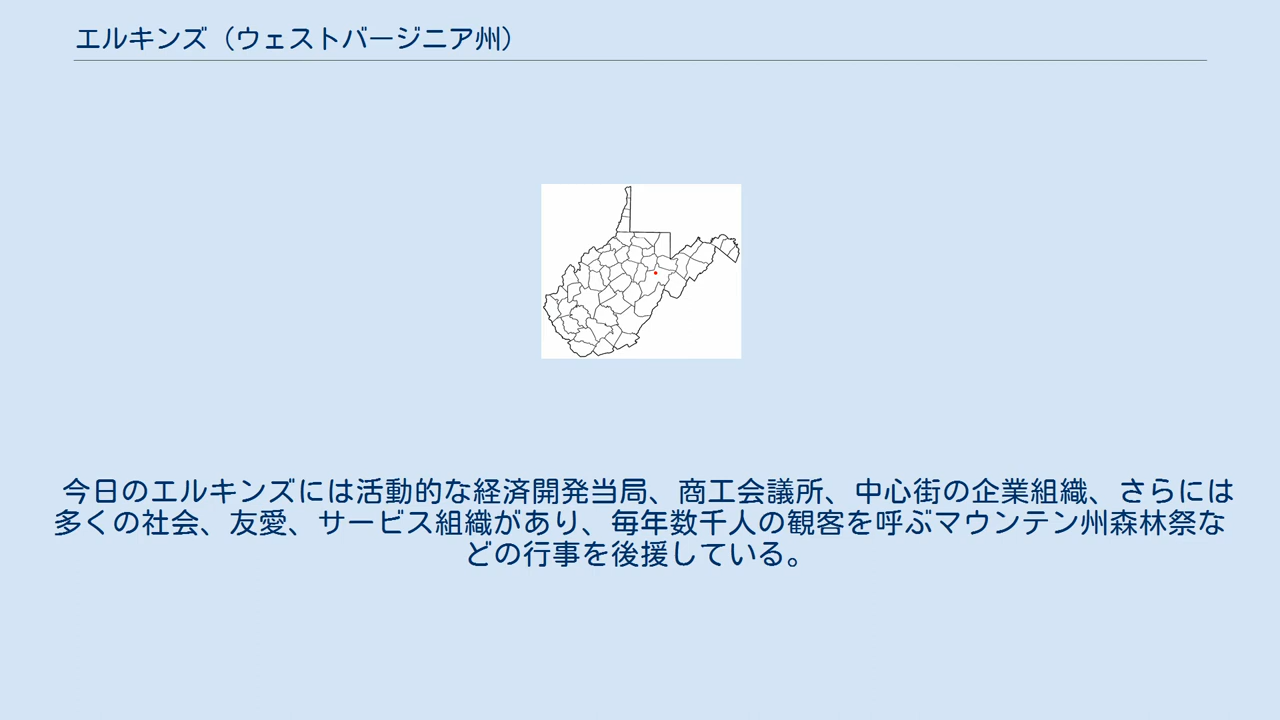 エルキンズ（ウェストバージニア州）
今日のエルキンズには活動的な経済開発当局、商工会議所、中心街の企業組織、さらには
多くの社会、友愛、サービス組織があり、毎年数千人の観客を呼ぶマウンテン州森林祭な
どの行事を後援している。